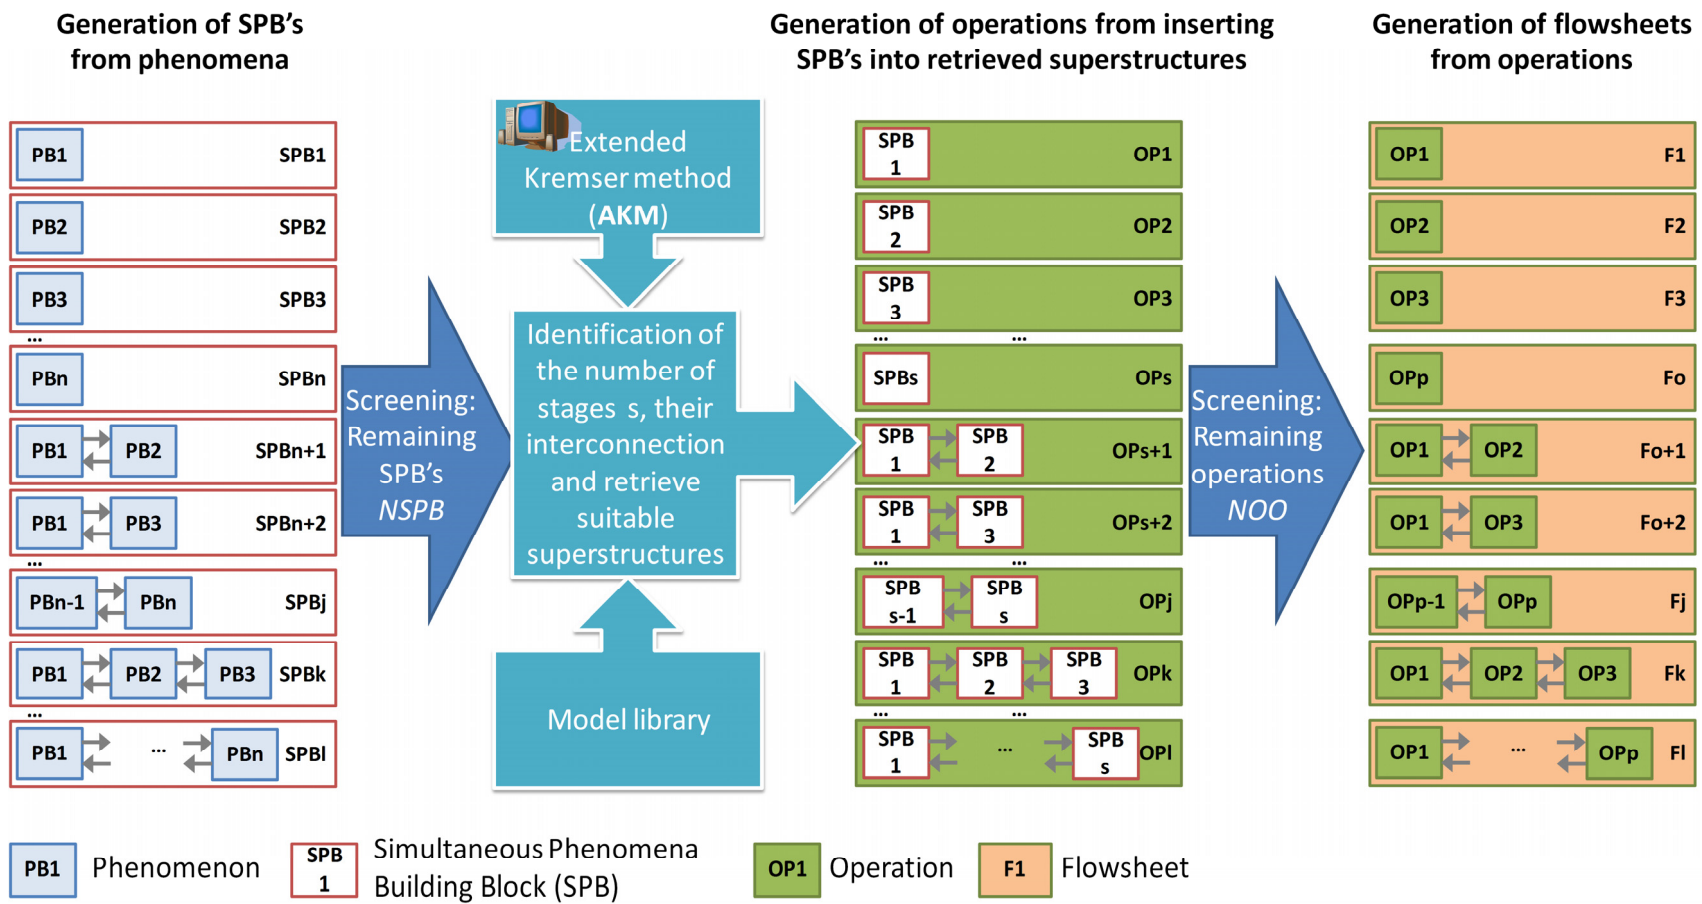 Generation of SPB's
from phenomena
PB1 SPB1
PB2 SPB2
PB3 SPB3
...
PBn SPBn
PB1 PB2 SPBn+1
PB1 PB3 SPBn+2
...
PBn-1 PBn SPBj
PB1 PB2 PB3 SPBk
...
PB1 ... PBn SPBl
Screening:
Remaining
SPB's
NSPB
Extended
Kremser method
(AKM)
Identification of
the number of
stages s, their
interconnection
and retrieve
suitable
superstructures
Model library
Generation of operations from inserting
SPB's into retrieved superstructures
SPB
1
OP1
SPB
2
OP2
SPB
3
OP3
... ...
SPBs OPs
SPB SPB
1 2
OPs+1
SPB SPB
1 3
OPs+2
... ...
SPB SPB
s-1 s
OPj
SPB SPB SPB
1 2 3
OPk
... ...
SPB ... SPB
1 s
OPl
Screening:
Remaining
operations
NOO
Generation of flowsheets
from operations
OP1 F1
OP2 F2
OP3 F3
OPp Fo
OP1 OP2 Fo+1
OP1 OP3 Fo+2
OPp-1 OPp Fj
OP1 OP2 OP3 Fk
OP1 ... OPp Fl
PB1 Phenomenon
SPB
1
Simultaneous Phenomena
Building Block (SPB)
OP1 Operation
F1 Flowsheet